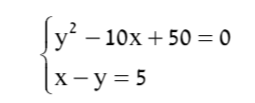 y² – 10x + 50 = 0
x – y = 5